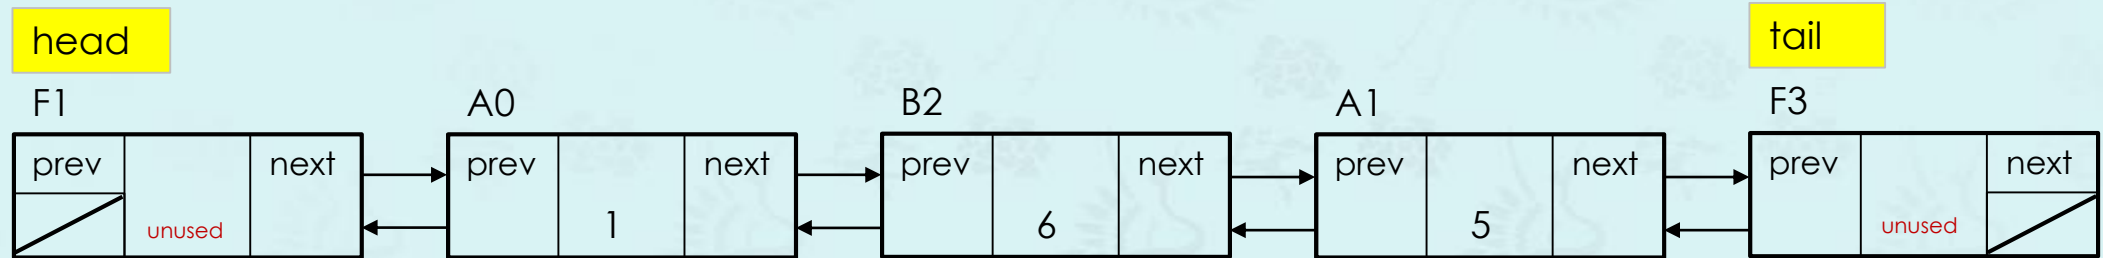 head
tail
F1
A0
B2
A1
F3
prev next prev next prev next prev next prev next
unused 1 6 5 unused